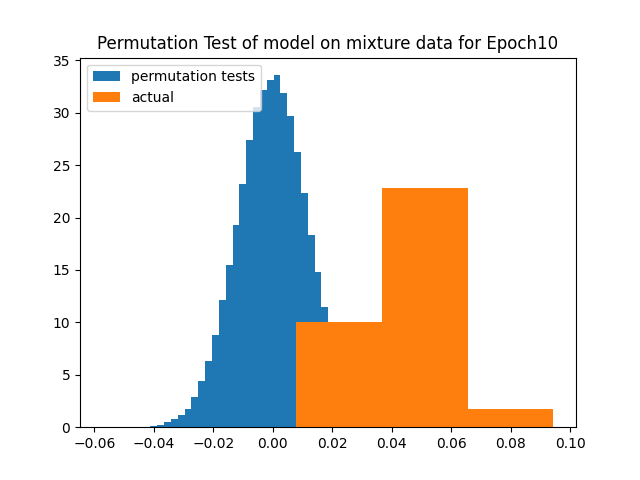 Permutation Test of model on mixture data for Epoch10
permutation tests
actual
35
30
25
20
15
10
5
0
−0.06 −0.04 −0.02 0.00 0.02 0.04 0.06 0.08 0.10